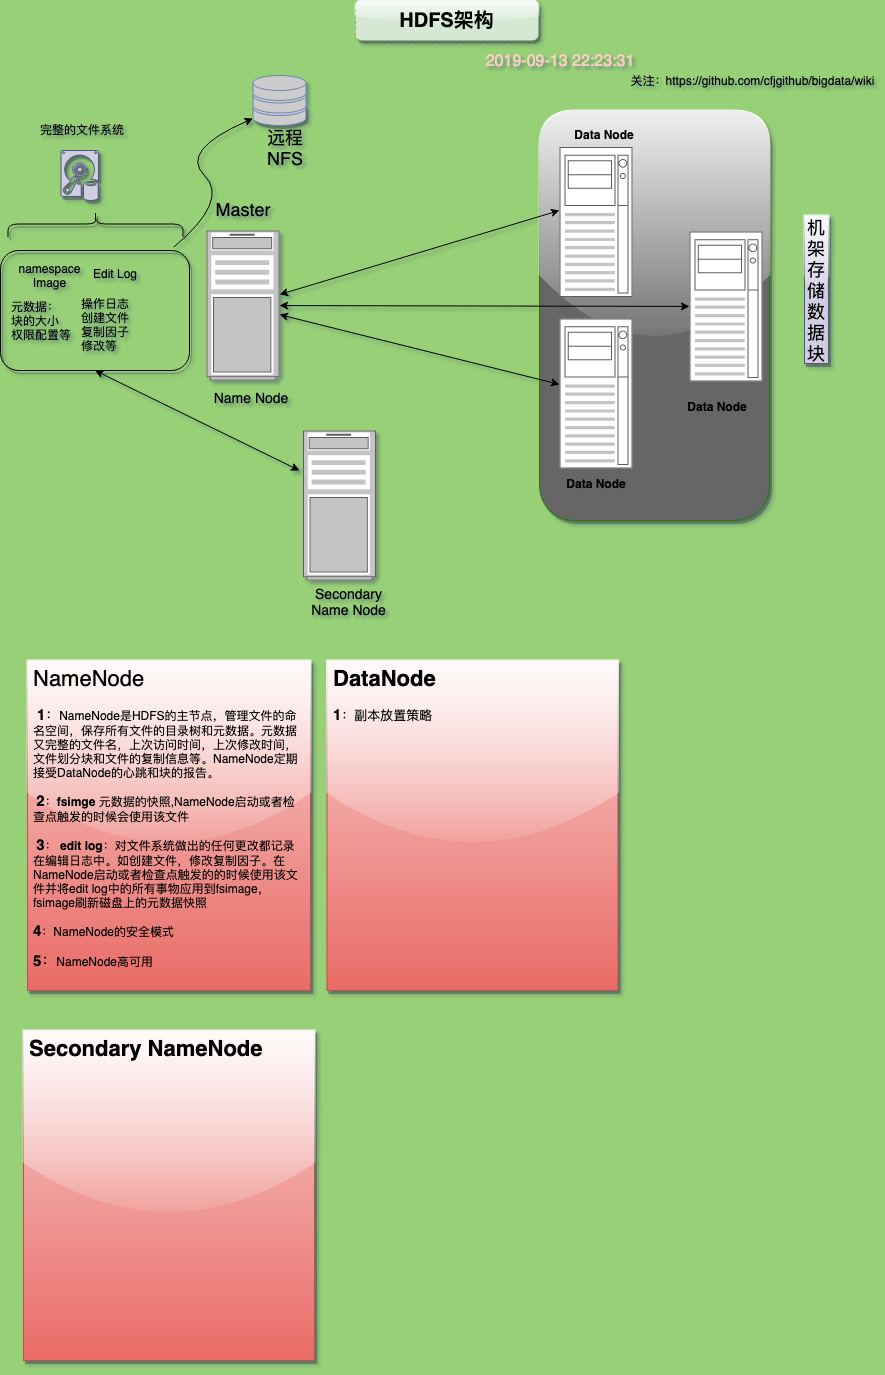 HDFS架构
2019-09-13 22:23:31
关注：https://github.com/cfjgithub/bigdata/wiki
完整的文件系统
远程
NFS
Master
namespace
Image
Edit Log
元数据：
块的大小
权限配置等
操作日志
创建文件
复制因子
修改等
Name Node
Secondary
Name Node
Data Node
Data Node
Data Node
机架存储数据块
NameNode
1：NameNode是HDFS的主节点，管理文件的命
名空间，保存所有文件的目录树和元数据。元数据
又完整的文件名，上次访问时间，上次修改时间，
文件划分块和文件的复制信息等。NameNode定期
接受DataNode的心跳和块的报告。
2：fsimge 元数据的快照,NameNode启动或者检
查点触发的时候会使用该文件
3： edit log：对文件系统做出的任何更改都记录
在编辑日志中。如创建文件，修改复制因子。在
NameNode启动或者检查点触发的的时候使用该文
件并将edit log中的所有事物应用到fsimage，
fsimage刷新磁盘上的元数据快照
4：NameNode的安全模式
5： NameNode高可用
DataNode
1：副本放置策略
Secondary NameNode